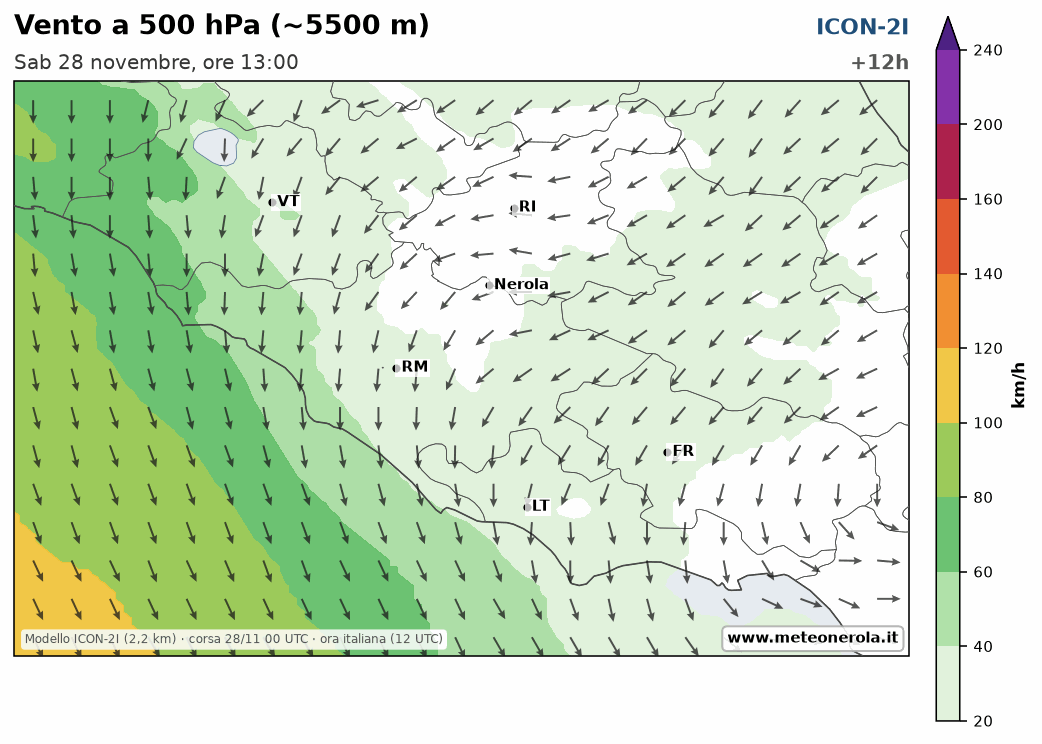 Vento a 500 hPa (~5500 m)
ICON-2I
Sab 28 novembre, ore 13:00
+12h
240
200
160
140
120
100
80
60
40
20
km/h
VT
RI
Nerola
RM
FR
LT
Modello ICON-2I (2,2 km) · corsa 28/11 00 UTC · ora italiana (12 UTC)
www.meteonerola.it